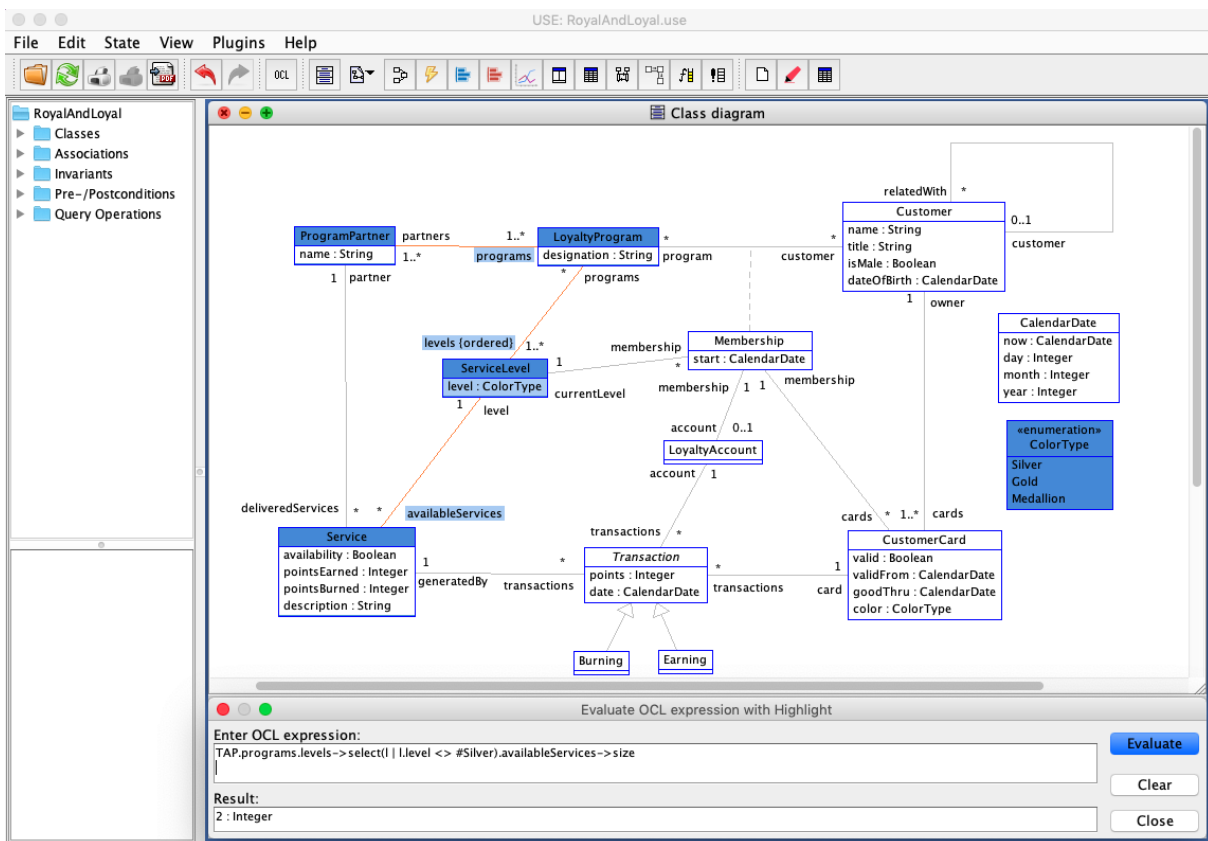 USE: RoyalAndLoyal.use
File Edit State View Plugins Help
PDF OCL
RoyalAndLoyal
Classes
Associations
Invariants
Pre-/Postconditions
Query Operations
Class diagram
relatedWith *
Customer
name : String
title : String
isMale : Boolean
dateOfBirth : CalendarDate
0..1
customer
ProgramPartner
name : String
partners 1..*
1..* programs
LoyaltyProgram
designation : String
* *
program customer
1 partner
* programs
1 owner
CalendarDate
now : CalendarDate
day : Integer
month : Integer
year : Integer
levels {ordered} 1..*
Membership
start : CalendarDate
ServiceLevel
level : ColorType
1 membership
currentLevel *
membership 1 1 membership
1 level
account 0..1
LoyaltyAccount
account 1
«enumeration»
ColorType
Silver
Gold
Medallion
deliveredServices * * availableServices
transactions *
cards * 1..* cards
Service
availability : Boolean
pointsEarned : Integer
pointsBurned : Integer
description : String
1 *
generatedBy transactions
Transaction
points : Integer
date : CalendarDate
* 1
transactions card
CustomerCard
valid : Boolean
validFrom : CalendarDate
goodThru : CalendarDate
color : ColorType
Burning Earning
Evaluate OCL expression with Highlight
Enter OCL expression:
TAP.programs.levels->select(l | l.level <> #Silver).availableServices->size
Evaluate
Clear
Result:
2 : Integer
Close